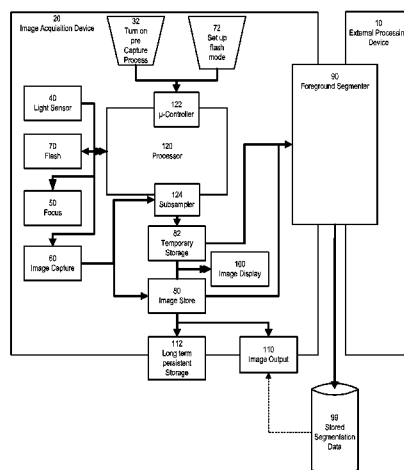 20
Image Acquisition Device
32
Turn on
pre
Capture
Process
72
Set up
flash
mode
10
External Processing
Device
40
Light Sensor
122
µ-Controller
90
Foreground Segmenter
70
Flash
120
Processor
50
Focus
124
Subsampler
60
Image Capture
82
Temporary
Storage
100
Image Display
80
Image Store
112
Long term
persistent
Storage
110
Image Output
99
Stored
Segmentation
Data